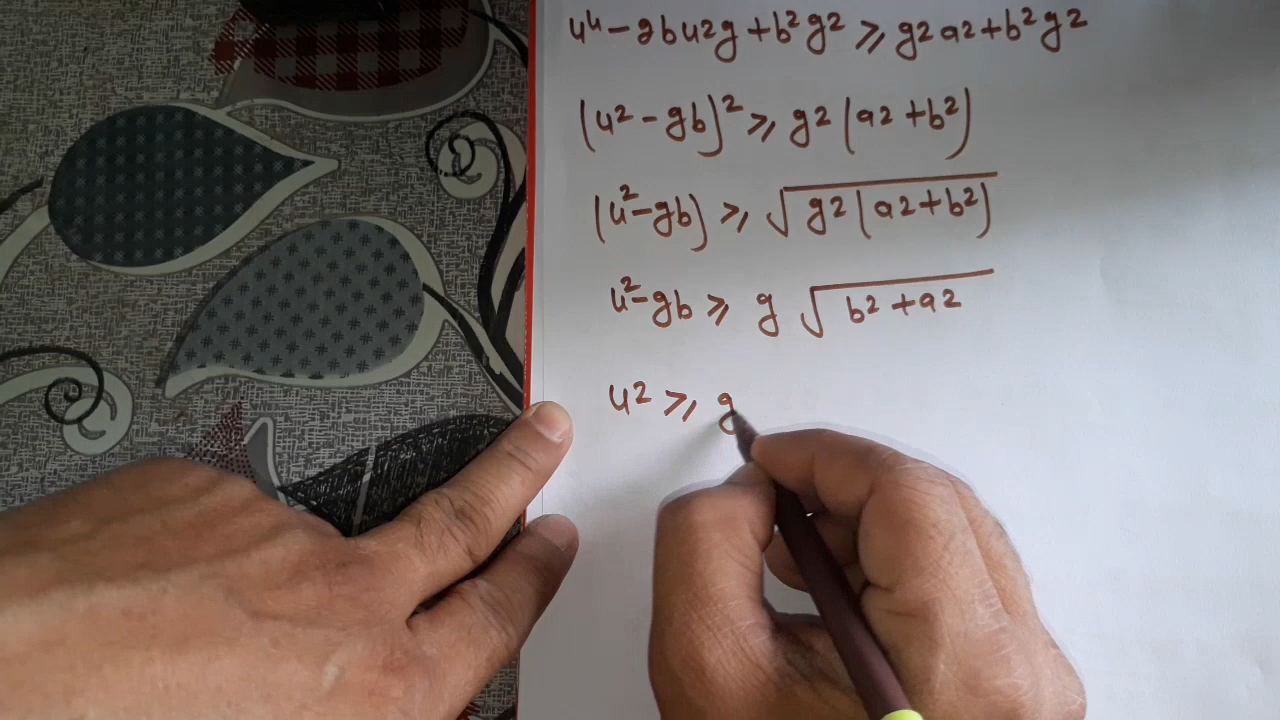 u⁴ - 2bu2g + b²g2 ⩾ g2a2 + b²g2
(u² - gb)² ⩾ g2(a2 + b²)
(u² - gb) ⩾ √g2(a2 + b²)
u² - gb ⩾ g √b² + a2
u² ⩾ g